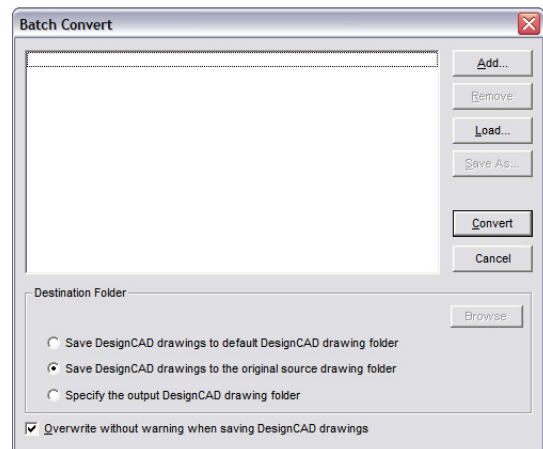 Batch Convert
Add...
Remove
Load...
Save As...
Convert
Cancel
Destination Folder
Browse
Save DesignCAD drawings to default DesignCAD drawing folder
Save DesignCAD drawings to the original source drawing folder
Specify the output DesignCAD drawing folder
Overwrite without warning when saving DesignCAD drawings